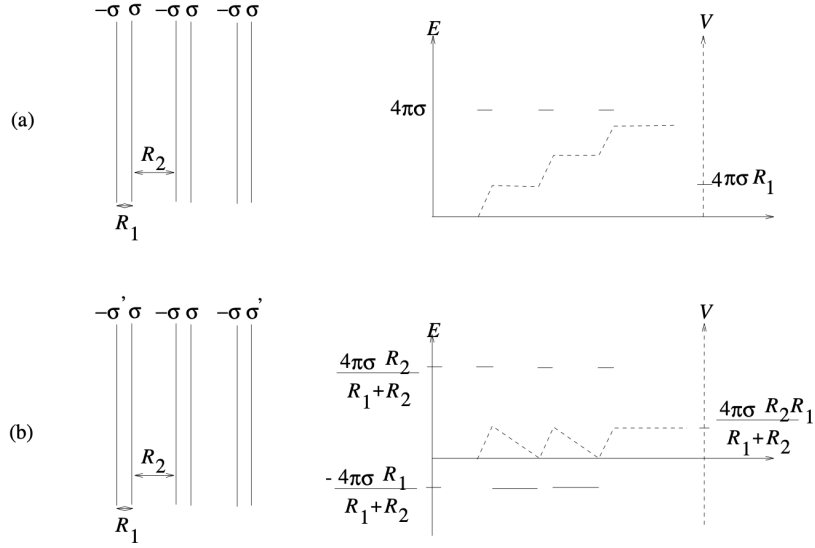 −σ σ −σ σ −σ σ
(a)
R2
R1
E
V
4πσ
4πσ R1
−σ' σ −σ σ −σ σ'
(b)
R2
R1
E
V
4πσ R2
R1+R2
- 4πσ R1
R1+R2
4πσ R2R1
R1+R2